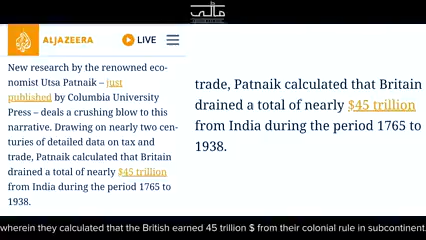 ALJAZEERA
LIVE
New research by the renowned eco-
nomist Utsa Patnaik – just
published by Columbia University
Press – deals a crushing blow to this
narrative. Drawing on nearly two cen-
turies of detailed data on tax and
trade, Patnaik calculated that Britain
drained a total of nearly $45 trillion
from India during the period 1765 to
1938.
trade, Patnaik calculated that Britain
drained a total of nearly $45 trillion
from India during the period 1765 to
1938.
wherein they calculated that the British earned 45 trillion $ from their colonial rule in subcontinent.